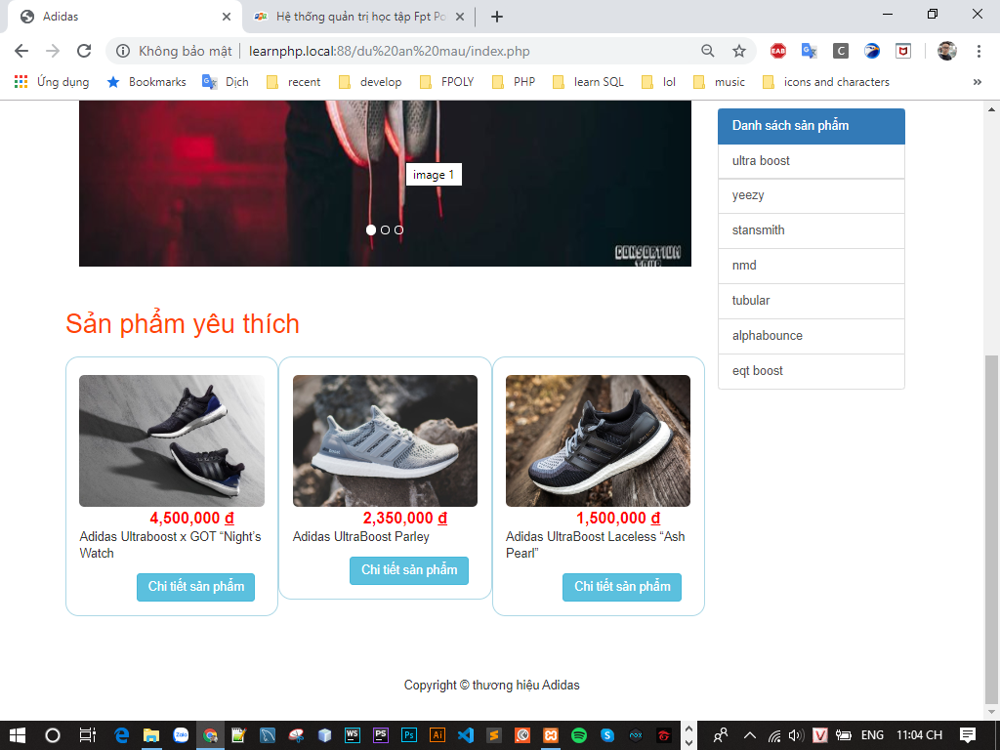 Adidas
Hệ thống quản trị học tập Fpt Po
Không bảo mật
learnphp.local:88/du%20an%20mau/index.php
Ứng dụng
Bookmarks
Dịch
recent
develop
FPOLY
PHP
learn SQL
lol
music
icons and characters
image 1
CONSORTIUM
TOUR
Danh sách sản phẩm
ultra boost
yeezy
stansmith
nmd
tubular
alphabounce
eqt boost
Sản phẩm yêu thích
4,500,000 đ
Adidas Ultraboost x GOT “Night’s
Watch
Chi tiết sản phẩm
2,350,000 đ
Adidas UltraBoost Parley
Chi tiết sản phẩm
1,500,000 đ
Adidas UltraBoost Laceless “Ash
Pearl”
Chi tiết sản phẩm
Copyright © thương hiệu Adidas
ENG
11:04 CH